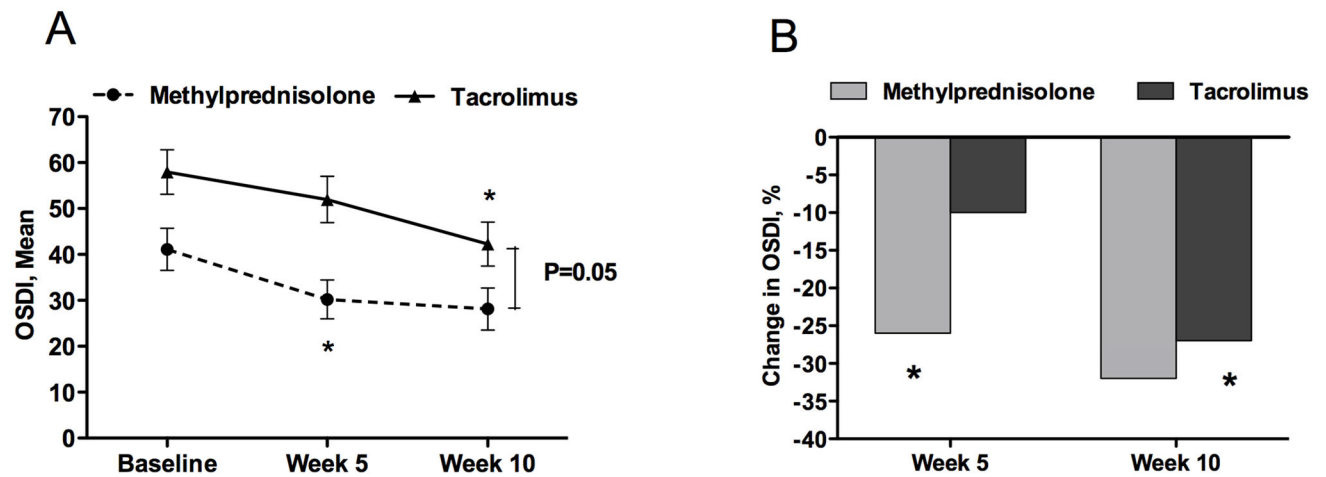 A
Methylprednisolone Tacrolimus
OSDI, Mean
70
60
50
40
30
20
10
0
*
*
P=0.05
Baseline Week 5 Week 10
B
Methylprednisolone Tacrolimus
Change in OSDI, %
0
-5
-10
-15
-20
-25
-30
-35
-40
* *
Week 5 Week 10